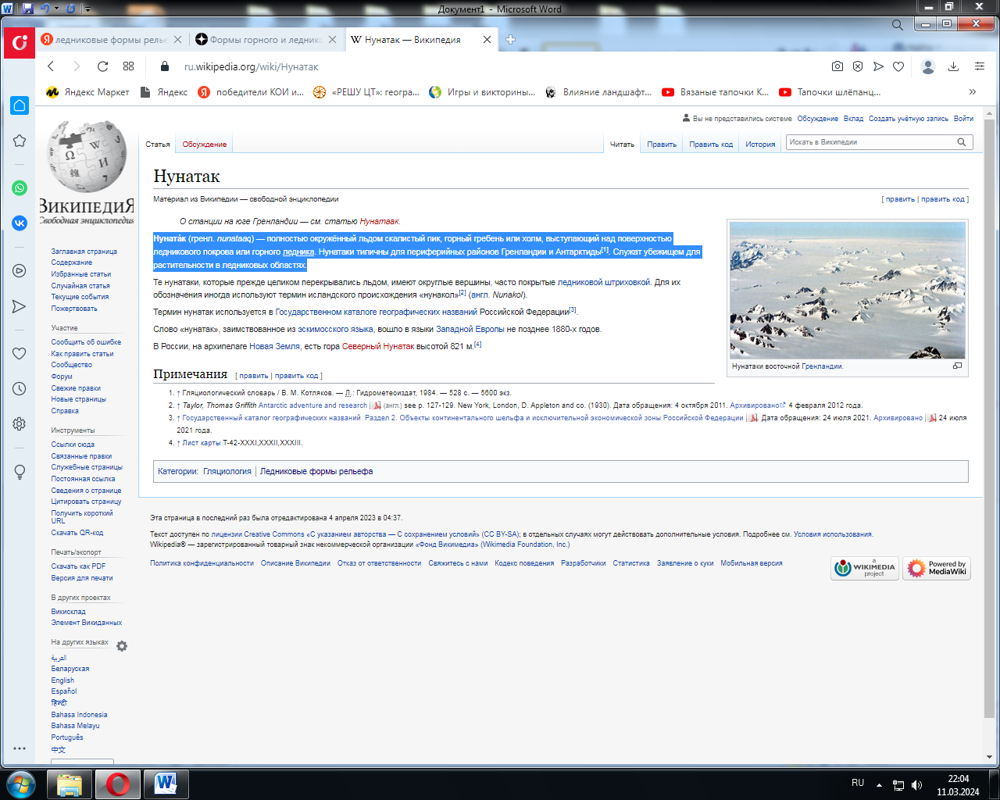 Документ1 - Microsoft Word
ледниковые формы релье
Формы горного и леднико
Нунатак — Википедия
ru.wikipedia.org/wiki/Нунатак
Яндекс Маркет
Яндекс
победители КОИ и...
«РЕШУ ЦТ»: геогра...
Игры и викторины...
Влияние ландшафт...
Вязаные тапочки К...
Тапочки шлёпанц...
Вы не представились системе Обсуждение Вклад Создать учётную запись Войти
Статья Обсуждение
Читать Править Править код История
Искать в Википедии
ВИКИПЕДИЯ
Свободная энциклопедия
Заглавная страница
Содержание
Избранные статьи
Случайная статья
Текущие события
Пожертвовать
Участие
Сообщить об ошибке
Как править статьи
Сообщество
Форум
Свежие правки
Новые страницы
Справка
Инструменты
Ссылки сюда
Связанные правки
Служебные страницы
Постоянная ссылка
Сведения о странице
Цитировать страницу
Получить короткий
URL
Скачать QR-код
Печать/экспорт
Скачать как PDF
Версия для печати
В других проектах
Викисклад
Элемент Викиданных
На других языках
العربية
Беларуская
English
Español
हिन्दी
Bahasa Indonesia
Bahasa Melayu
Português
中文
Нунатак
Материал из Википедии — свободной энциклопедии
[ править | править код ]
О станции на юге Гренландии — см. статью Нунатаак.
Нуната́к (гренл. nunataaq) — полностью окружённый льдом скалистый пик, горный гребень или холм, выступающий над поверхностью
ледникового покрова или горного ледника. Нунатаки типичны для периферийных районов Гренландии и Антарктиды[1]. Служат убежищем для
растительности в ледниковых областях.
Те нунатаки, которые прежде целиком перекрывались льдом, имеют округлые вершины, часто покрытые ледниковой штриховкой. Для их
обозначения иногда используют термин исландского происхождения «нунакол»[2] (англ. Nunakol).
Термин нунатак используется в Государственном каталоге географических названий Российской Федерации[3].
Слово «нунатак», заимствованное из эскимосского языка, вошло в языки Западной Европы не позднее 1880-х годов.
В России, на архипелаге Новая Земля, есть гора Северный Нунатак высотой 821 м.[4]
Нунатаки восточной Гренландии.
Примечания [ править | править код ]
1. ↑ Гляциологический словарь / В. М. Котляков. — Л.: Гидрометеоиздат, 1984. — 528 с. — 5600 экз.
2. ↑ Taylor, Thomas Griffith Antarctic adventure and research (англ.) see p. 127-129. New York, London, D. Appleton and co. (1930). Дата обращения: 4 октября 2011. Архивировано 4 февраля 2012 года.
3. ↑ Государственный каталог географических названий. Раздел 2. Объекты континентального шельфа и исключительной экономической зоны Российской Федерации. Дата обращения: 24 июля 2021. Архивировано 24 июля
2021 года.
4. ↑ Лист карты T-42-XXXI,XXXII,XXXIII.
Категории: Гляциология | Ледниковые формы рельефа
Эта страница в последний раз была отредактирована 4 апреля 2023 в 04:37.
Текст доступен по лицензии Creative Commons «С указанием авторства — С сохранением условий» (CC BY-SA); в отдельных случаях могут действовать дополнительные условия. Подробнее см. Условия использования.
Wikipedia® — зарегистрированный товарный знак некоммерческой организации «Фонд Викимедиа» (Wikimedia Foundation, Inc.)
Политика конфиденциальности Описание Википедии Отказ от ответственности Свяжитесь с нами Кодекс поведения Разработчики Статистика Заявление о куки Мобильная версия
a
WIKIMEDIA
project
Powered by
MediaWiki
RU
22:04
11.03.2024